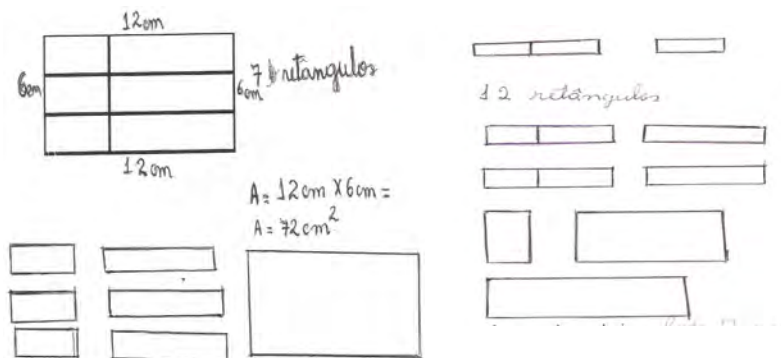 12cm
6cm
7 retângulos
6cm
12cm
A = 12cm X 6cm =
A = 72cm²
12 retângulos